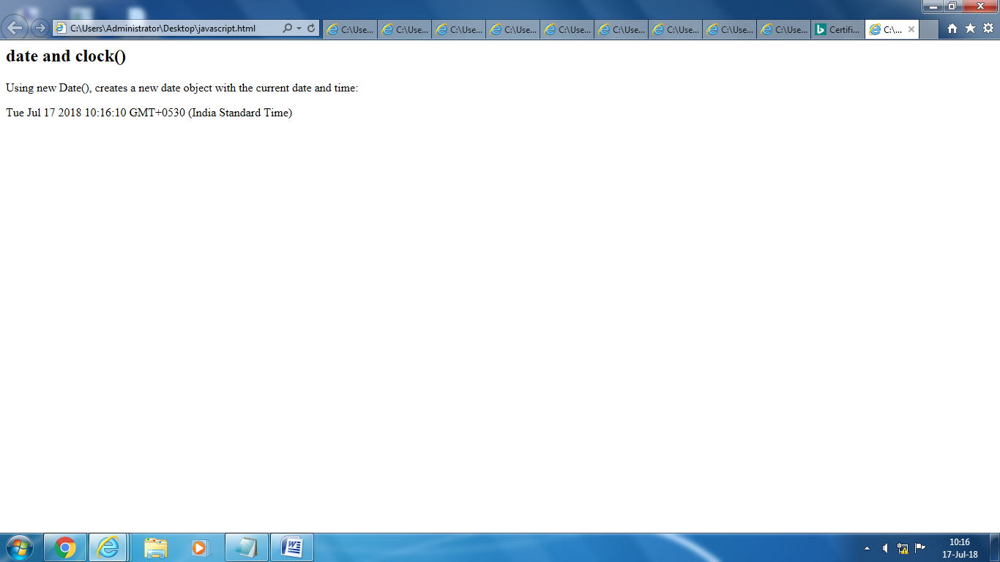 C:\Users\Administrator\Desktop\javascript.html
C:\Use...
C:\Use...
C:\Use...
C:\Use...
C:\Use...
C:\Use...
C:\Use...
C:\Use...
C:\Use...
Certifi...
C:\...
date and clock()
Using new Date(), creates a new date object with the current date and time:
Tue Jul 17 2018 10:16:10 GMT+0530 (India Standard Time)
10:16
17-Jul-18